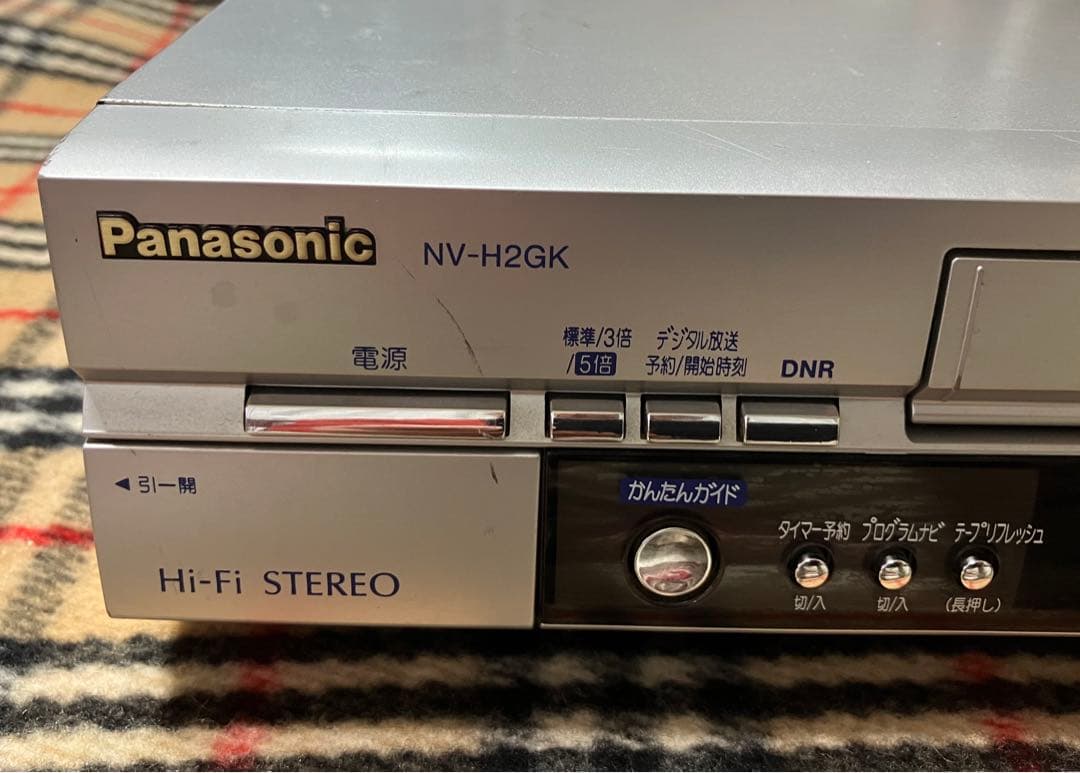 Panasonic
NV-H2GK
電源
標準/3倍
/5倍
デジタル放送
予約/開始時刻
DNR
◀引ー開
Hi-Fi STEREO
かんたんガイド
タイマー予約
切/入
プログラムナビ
切/入
テープリフレッシュ
(長押し)